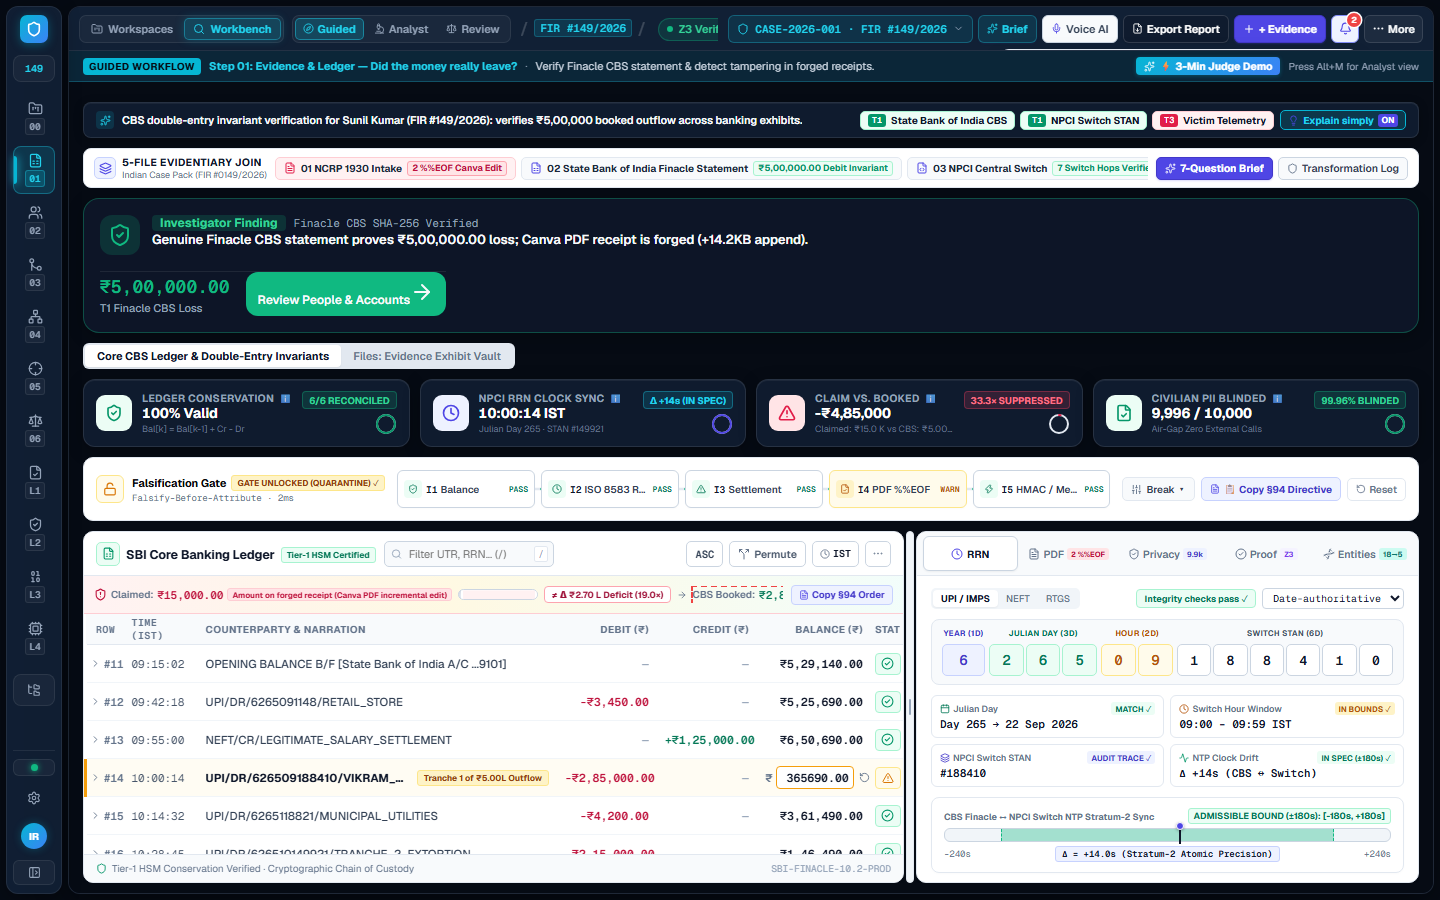 Workspaces
Workbench
Guided
Analyst
Review
/
FIR #149/2026
/
CASE-2026-001 · FIR #149/2026
Brief
Voice AI
Export Report
+ Evidence
2
··· More
149
00
01
02
03
04
05
06
L1
L2
L3
L4
IR
GUIDED WORKFLOW
Step 01: Evidence & Ledger — Did the money really leave?
· Verify Finacle CBS statement & detect tampering in forged receipts.
3-Min Judge Demo
Press Alt+M for Analyst view
CBS double-entry invariant verification for Sunil Kumar (FIR #149/2026): verifies ₹5,00,000 booked outflow across banking exhibits.
T1 State Bank of India CBS
T1 NPCI Switch STAN
T3 Victim Telemetry
Explain simply ON
5-FILE EVIDENTIARY JOIN
Indian Case Pack (FIR #0149/2026)
01 NCRP 1930 Intake 2 %%EOF Canva Edit
02 State Bank of India Finacle Statement ₹5,00,000.00 Debit Invariant
03 NPCI Central Switch 7 Switch Hops
7-Question Brief
Transformation Log
Investigator Finding
Finacle CBS SHA-256 Verified
Genuine Finacle CBS statement proves ₹5,00,000.00 loss; Canva PDF receipt is forged (+14.2KB append).
₹5,00,000.00
T1 Finacle CBS Loss
Review People & Accounts →
Core CBS Ledger & Double-Entry Invariants
Files: Evidence Exhibit Vault
LEDGER CONSERVATION
6/6 RECONCILED
100% Valid
Bal[k] = Bal[k-1] + Cr - Dr
NPCI RRN CLOCK SYNC
Δ +14s (IN SPEC)
10:00:14 IST
Julian Day 265 · STAN #149921
CLAIM VS. BOOKED
33.3× SUPPRESSED
-₹4,85,000
Claimed: ₹15.0 K vs CBS: ₹5.00...
CIVILIAN PII BLINDED
99.96% BLINDED
9,996 / 10,000
Air-Gap Zero External Calls
Falsification Gate
GATE UNLOCKED (QUARANTINE) ✓
Falsify-Before-Attribute · 2ms
I1 Balance PASS
I2 ISO 8583 R... PASS
I3 Settlement PASS
I4 PDF %%EOF WARN
I5 HMAC / Me... PASS
Break
Copy §94 Directive
Reset
SBI Core Banking Ledger
Tier-1 HSM Certified
Filter UTR, RRN... (/)
/
ASC
Permute
IST
···
Claimed: ₹15,000.00
Amount on forged receipt (Canva PDF incremental edit)
≠ Δ ₹2.70 L Deficit (19.0×)
→
CBS Booked:
Copy §94 Order
ROW TIME (IST) COUNTERPARTY & NARRATION DEBIT (₹) CREDIT (₹) BALANCE (₹) STAT
#11 09:15:02 OPENING BALANCE B/F [State Bank of India A/C ...9101] — — ₹5,29,140.00
#12 09:42:18 UPI/DR/6265091148/RETAIL_STORE -₹3,450.00 — ₹5,25,690.00
#13 09:55:00 NEFT/CR/LEGITIMATE_SALARY_SETTLEMENT — +₹1,25,000.00 ₹6,50,690.00
#14 10:00:14 UPI/DR/626509188410/VIKRAM_... Tranche 1 of ₹5.00L Outflow -₹2,85,000.00 — ₹ 365690.00
#15 10:14:32 UPI/DR/6265118821/MUNICIPAL_UTILITIES -₹4,200.00 — ₹3,61,490.00
Tier-1 HSM Conservation Verified · Cryptographic Chain of Custody
SBI-FINACLE-10.2-PROD
RRN
PDF 2 %%EOF
Privacy 9.9k
Proof Z3
Entities 18→5
UPI / IMPS
NEFT
RTGS
Integrity checks pass ✓
Date-authoritative
YEAR (1D) JULIAN DAY (3D) HOUR (2D) SWITCH STAN (6D)
6 2 6 5 0 9 1 8 8 4 1 0
Julian Day MATCH ✓
Day 265 → 22 Sep 2026
Switch Hour Window IN BOUNDS ✓
09:00 – 09:59 IST
NPCI Switch STAN AUDIT TRACE ✓
#188410
NTP Clock Drift IN SPEC (±180s) ✓
Δ +14s (CBS ↔ Switch)
CBS Finacle ↔ NPCI Switch NTP Stratum-2 Sync
ADMISSIBLE BOUND (±180s): [-180s, +180s]
-240s
Δ = +14.0s (Stratum-2 Atomic Precision)
+240s